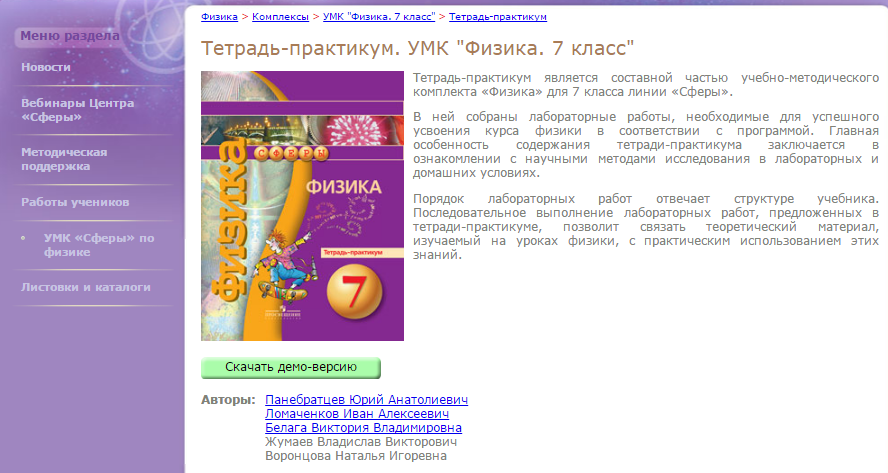 Меню раздела
Новости
Вебинары Центра
«Сферы»
Методическая
поддержка
Работы учеников
УМК «Сферы» по
физике
Листовки и каталоги
Физика > Комплексы > УМК "Физика. 7 класс" > Тетрадь-практикум
Тетрадь-практикум. УМК "Физика. 7 класс"
физика
СФЕРЫ
ФИЗИКА
Тетрадь-практикум
7
ПРОСВЕЩЕНИЕ
Тетрадь-практикум является составной частью учебно-методического
комплекта «Физика» для 7 класса линии «Сферы».
В ней собраны лабораторные работы, необходимые для успешного
усвоения курса физики в соответствии с программой. Главная
особенность содержания тетради-практикума заключается в
ознакомлении с научными методами исследования в лабораторных и
домашних условиях.
Порядок лабораторных работ отвечает структуре учебника.
Последовательное выполнение лабораторных работ, предложенных в
тетради-практикуме, позволит связать теоретический материал,
изучаемый на уроках физики, с практическим использованием этих
знаний.
Скачать демо-версию
Авторы: Панебратцев Юрий Анатолиевич
Ломаченков Иван Алексеевич
Белага Виктория Владимировна
Жумаев Владислав Викторович
Воронцова Наталья Игоревна